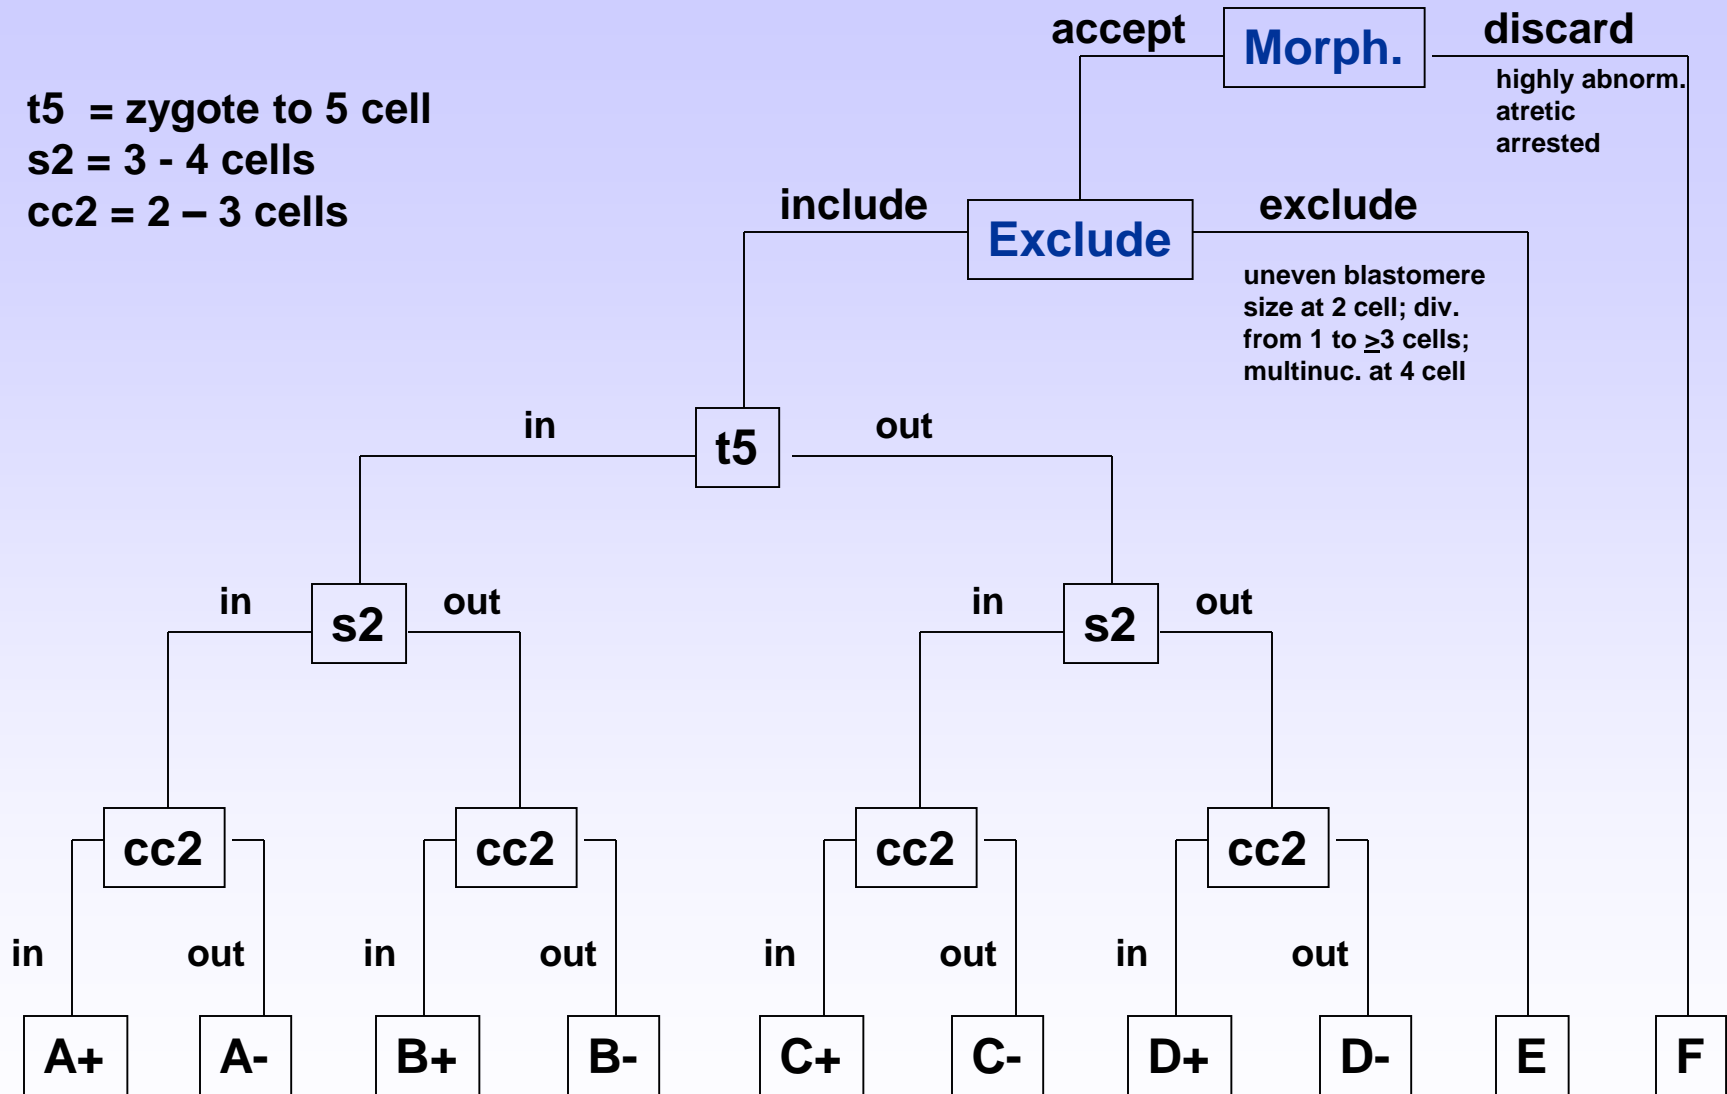 accept
Morph.
discard
highly abnorm.
atretic
arrested
t5 = zygote to 5 cell
s2 = 3 - 4 cells
cc2 = 2 – 3 cells
include
Exclude
exclude
uneven blastomere
size at 2 cell; div.
from 1 to ≥3 cells;
multinuc. at 4 cell
in
t5
out
in
s2
out
in
s2
out
cc2
cc2
cc2
cc2
in
out
in
out
in
out
in
out
A+
A-
B+
B-
C+
C-
D+
D-
E
F